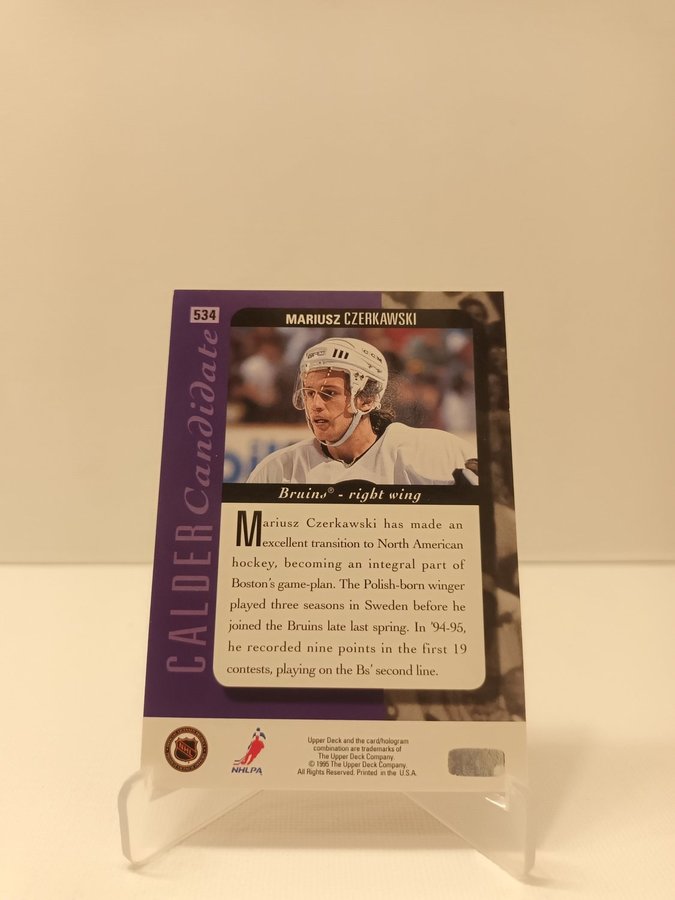 534
MARIUSZ CZERKAWSKI
CALDER Candidate
CCM
Bruins® - right wing
Mariusz Czerkawski has made an
excellent transition to North American
hockey, becoming an integral part of
Boston's game-plan. The Polish-born winger
played three seasons in Sweden before he
joined the Bruins late last spring. In '94-95,
he recorded nine points in the first 19
contests, playing on the Bs' second line.
NHL
NHLPA
Upper Deck and the card/hologram
combination are trademarks of
The Upper Deck Company.
© 1995 The Upper Deck Company.
All Rights Reserved. Printed in the U.S.A.